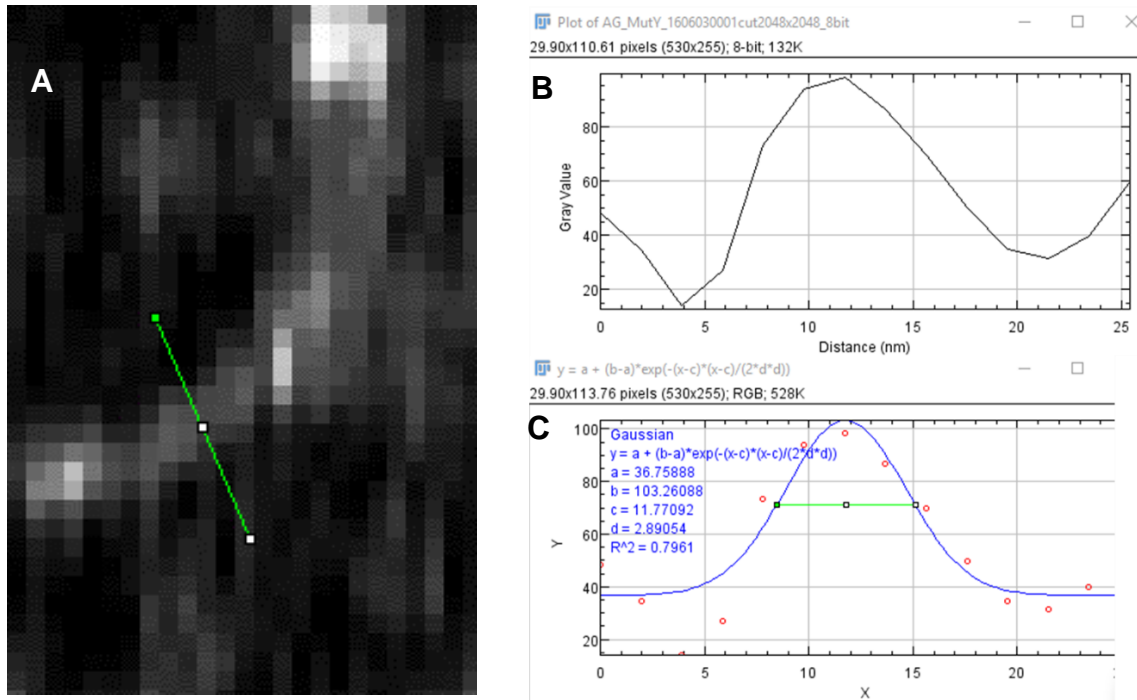 A
Plot of AG_MutY_1606030001cut2048x2048_8bit
29.90x110.61 pixels (530x255); 8-bit; 132K
B
80
60
40
20
Gray Value
0 5 10 15 20 25
Distance (nm)
y = a + (b-a)*exp(-(x-c)*(x-c)/(2*d*d))
29.90x113.76 pixels (530x255); RGB; 528K
C
100
80
60
40
20
Y
Gaussian
y = a + (b-a)*exp(-(x-c)*(x-c)/(2*d*d))
a = 36.75888
b = 103.26088
c = 11.77092
d = 2.89054
R^2 = 0.7961
0 5 10 15 20
X